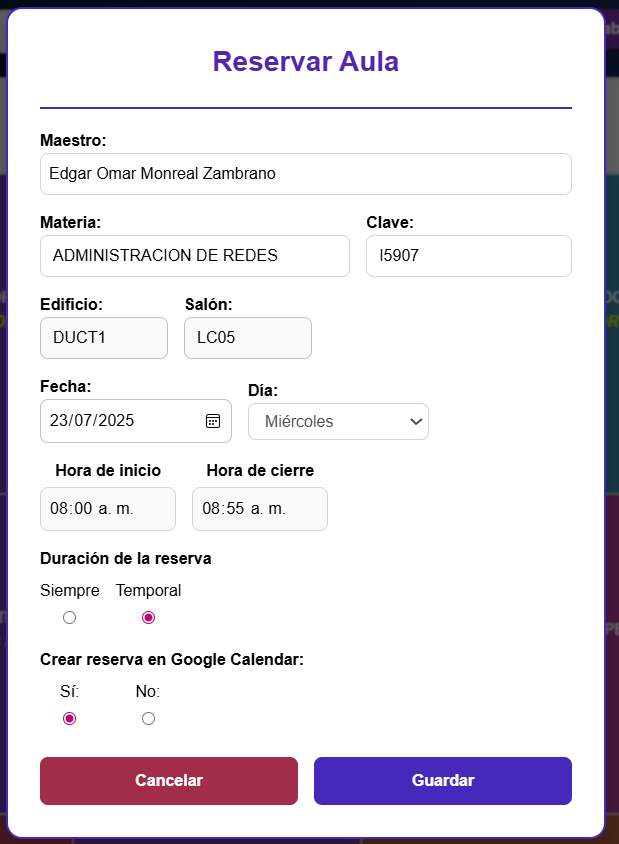 Reservar Aula
Maestro:
Edgar Omar Monreal Zambrano
Materia: Clave:
ADMINISTRACION DE REDES I5907
Edificio: Salón:
DUCT1 LC05
Fecha: Día:
23/07/2025 Miércoles
Hora de inicio Hora de cierre
08:00 a. m. 08:55 a. m.
Duración de la reserva
Siempre Temporal
Crear reserva en Google Calendar:
Sí: No:
Cancelar Guardar